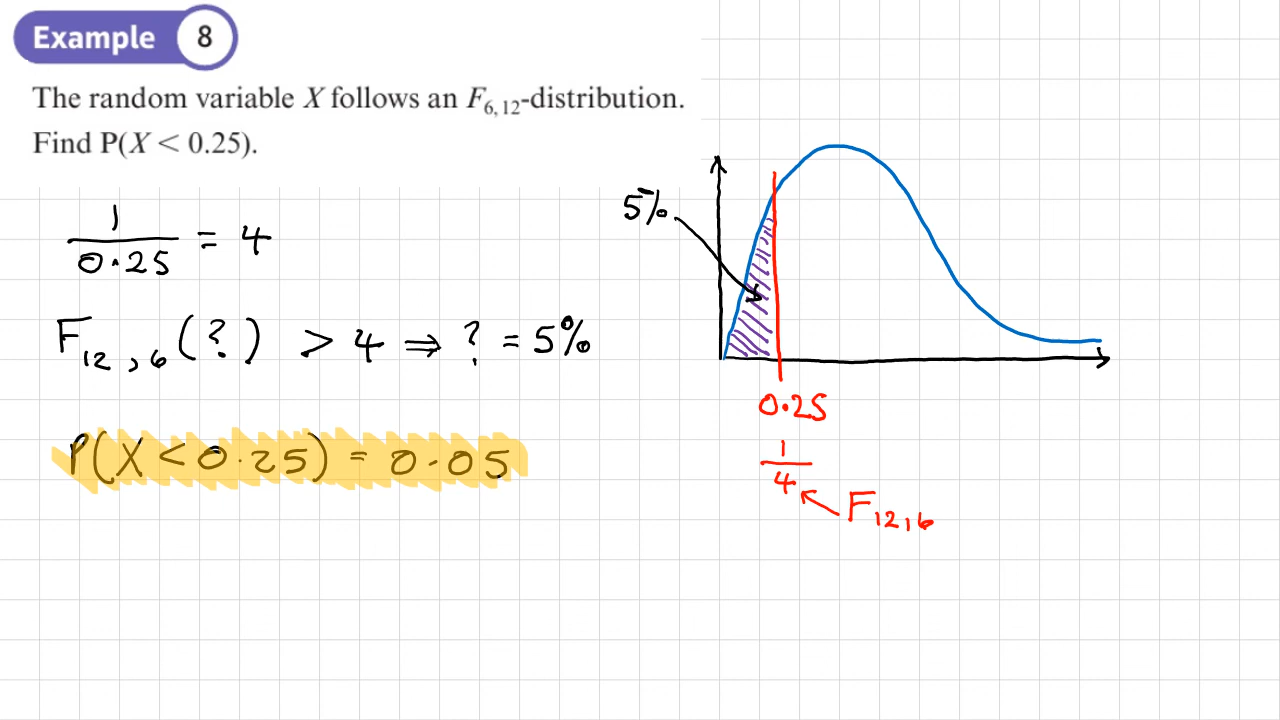 Example 8
The random variable X follows an F6,12-distribution.
Find P(X < 0.25).
1/0.25 = 4
F12,6 (?) > 4 ⇒ ? = 5%
P(X < 0.25) = 0.05
5%
0.25
1/4
F12,6